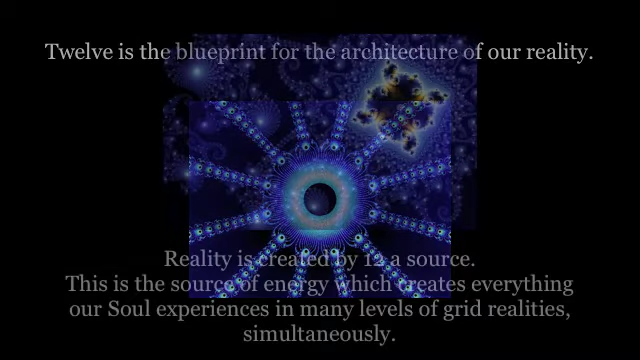 Twelve is the blueprint for the architecture of our reality.
Reality is created by 12 a source.
This is the source of energy which creates everything
our Soul experiences in many levels of grid realities,
simultaneously.